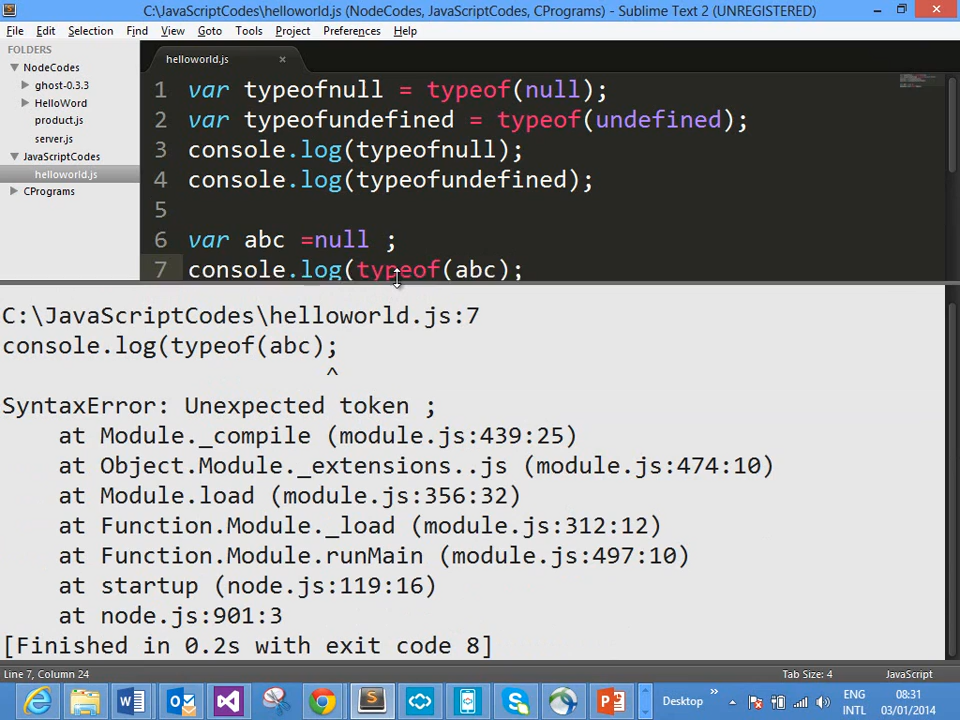 C:\JavaScriptCodes\helloworld.js (NodeCodes, JavaScriptCodes, CPrograms) - Sublime Text 2 (UNREGISTERED)
File Edit Selection Find View Goto Tools Project Preferences Help
FOLDERS
NodeCodes
ghost-0.3.3
HelloWord
product.js
server.js
JavaScriptCodes
helloworld.js
CPrograms
helloworld.js ×
1 var typeofnull = typeof(null);
2 var typeofundefined = typeof(undefined);
3 console.log(typeofnull);
4 console.log(typeofundefined);
5
6 var abc =null ;
7 console.log(typeof(abc);
C:\JavaScriptCodes\helloworld.js:7
console.log(typeof(abc);
^
SyntaxError: Unexpected token ;
at Module._compile (module.js:439:25)
at Object.Module._extensions..js (module.js:474:10)
at Module.load (module.js:356:32)
at Function.Module._load (module.js:312:12)
at Function.Module.runMain (module.js:497:10)
at startup (node.js:119:16)
at node.js:901:3
[Finished in 0.2s with exit code 8]
Line 7, Column 24 Tab Size: 4 JavaScript
Desktop » ENG 08:31
INTL 03/01/2014